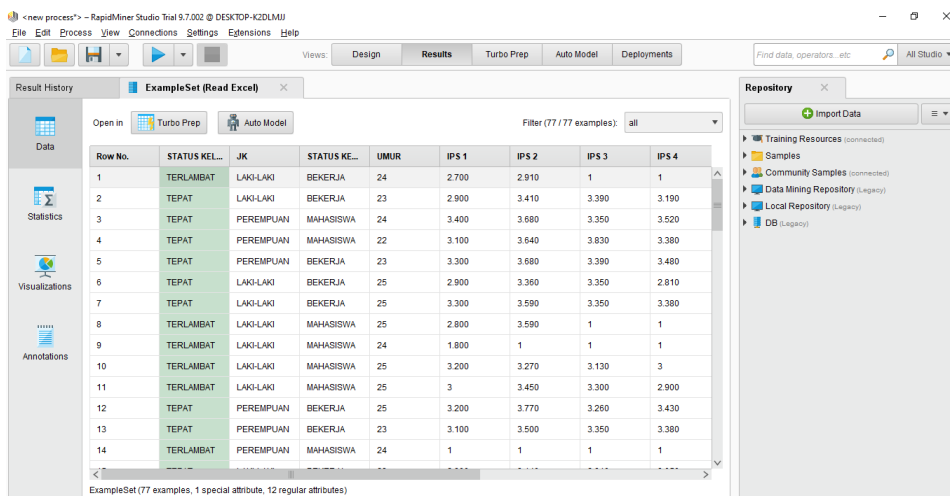 <new process*> – RapidMiner Studio Trial 9.7.002 @ DESKTOP-K2DLMJJ
File Edit Process View Connections Settings Extensions Help
Views: Design Results Turbo Prep Auto Model Deployments Find data, operators...etc All Studio
Result History ExampleSet (Read Excel) Repository
Open in Turbo Prep Auto Model Filter (77 / 77 examples): all Import Data
Data
Statistics
Visualizations
Annotations
Row No. STATUS KEL... JK STATUS KE... UMUR IPS 1 IPS 2 IPS 3 IPS 4
1 TERLAMBAT LAKI-LAKI BEKERJA 24 2.700 2.910 1 1
2 TEPAT LAKI-LAKI BEKERJA 23 2.900 3.410 3.390 3.190
3 TEPAT PEREMPUAN MAHASISWA 24 3.400 3.680 3.350 3.520
4 TEPAT PEREMPUAN MAHASISWA 22 3.100 3.640 3.830 3.380
5 TEPAT PEREMPUAN BEKERJA 23 3.300 3.680 3.390 3.480
6 TEPAT LAKI-LAKI BEKERJA 25 2.900 3.360 3.350 2.810
7 TEPAT LAKI-LAKI BEKERJA 25 3.300 3.590 3.350 3.380
8 TERLAMBAT LAKI-LAKI MAHASISWA 25 2.800 3.590 1 1
9 TERLAMBAT LAKI-LAKI MAHASISWA 24 1.800 1 1 1
10 TERLAMBAT LAKI-LAKI MAHASISWA 25 3.200 3.270 3.130 3
11 TERLAMBAT LAKI-LAKI MAHASISWA 25 3 3.450 3.300 2.900
12 TEPAT PEREMPUAN BEKERJA 25 3.200 3.770 3.260 3.430
13 TEPAT PEREMPUAN BEKERJA 23 3.100 3.500 3.350 3.380
14 TERLAMBAT PEREMPUAN MAHASISWA 24 1 1 1 1
ExampleSet (77 examples, 1 special attribute, 12 regular attributes)
Training Resources (connected)
Samples
Community Samples (connected)
Data Mining Repository (Legacy)
Local Repository (Legacy)
DB (Legacy)